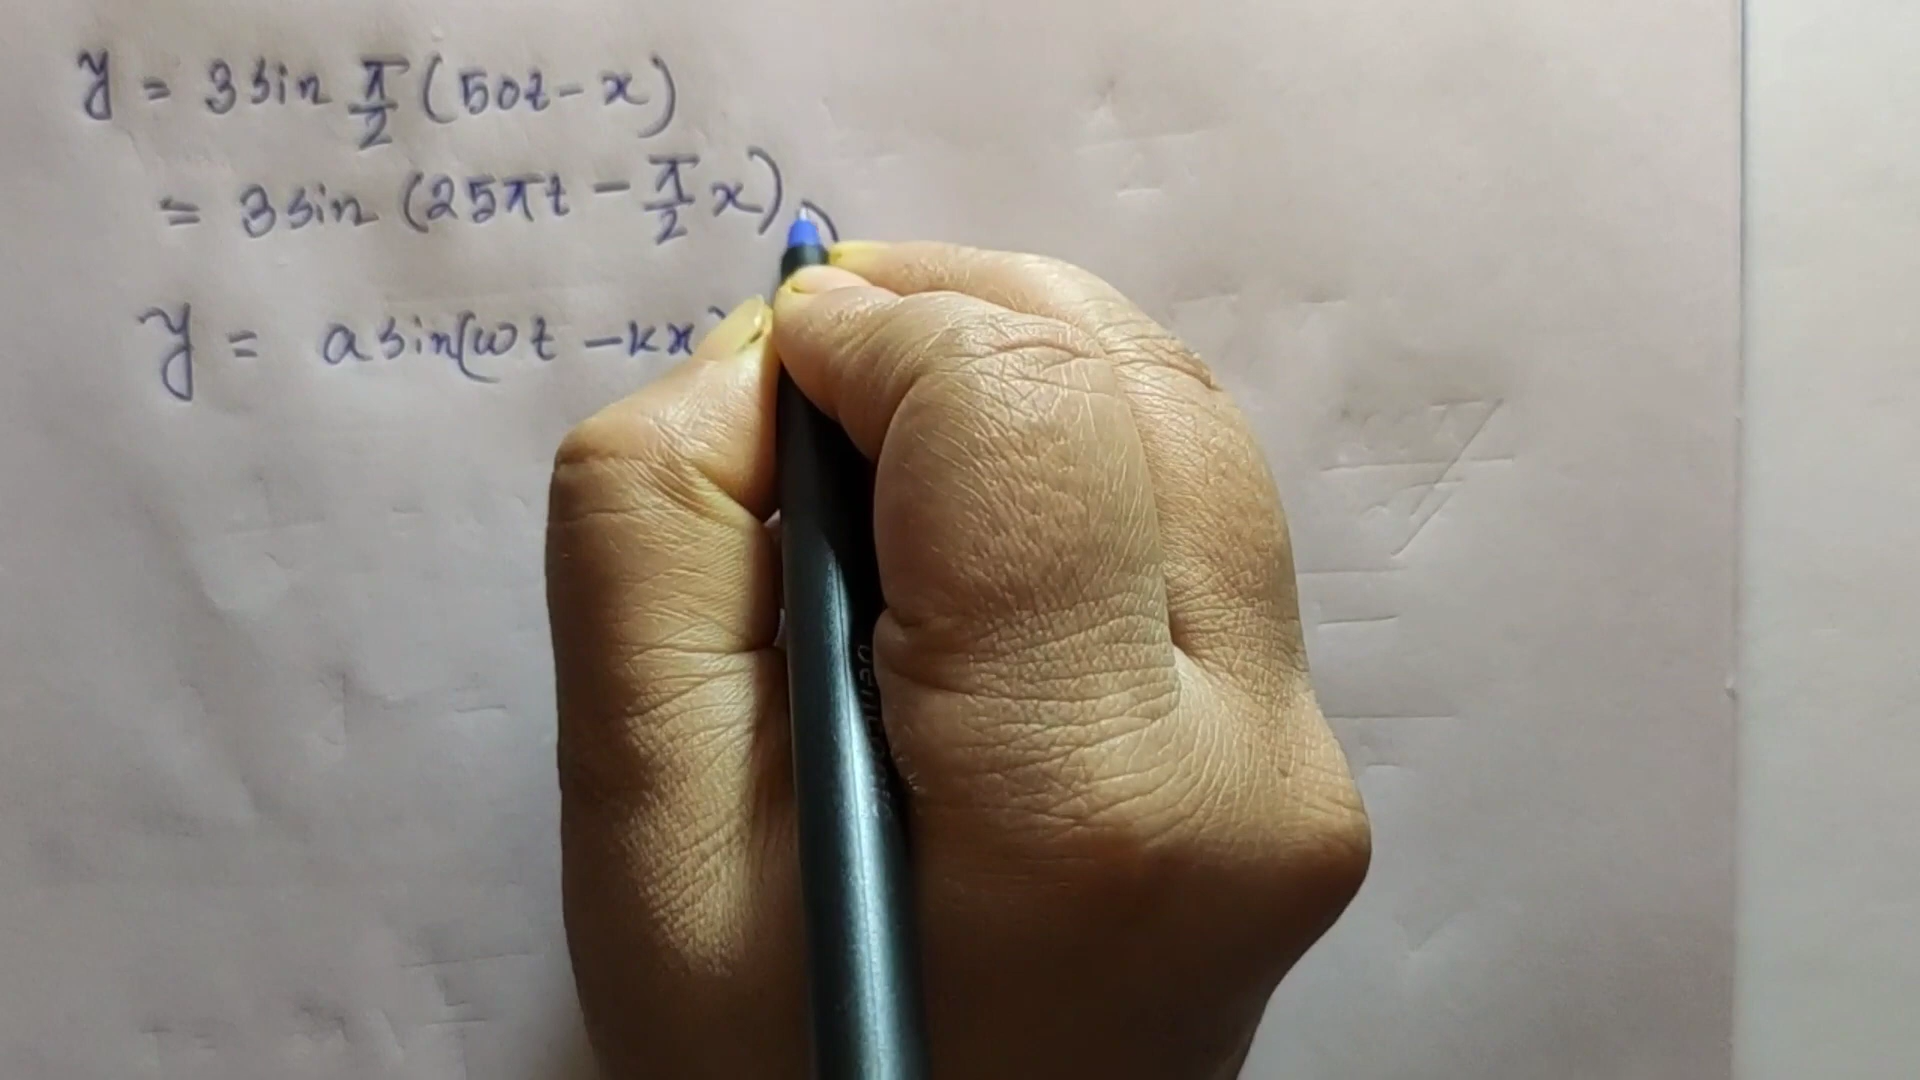 y = 3 sin π/2 (50t - x)
= 3 sin (25πt - π/2 x)
y = a sin(ωt - kx)